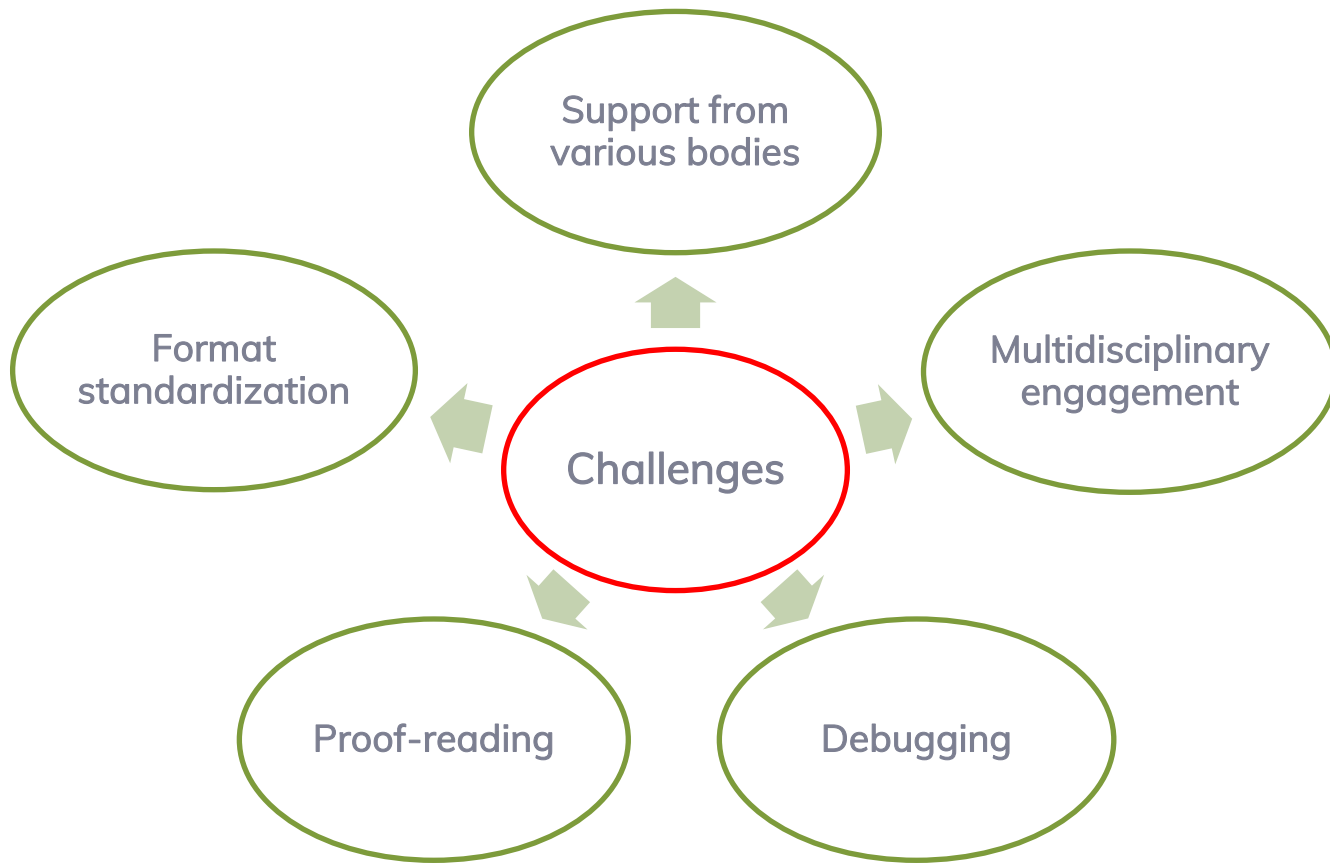 Support from
various bodies
Format
standardization
Multidisciplinary
engagement
Challenges
Proof-reading
Debugging